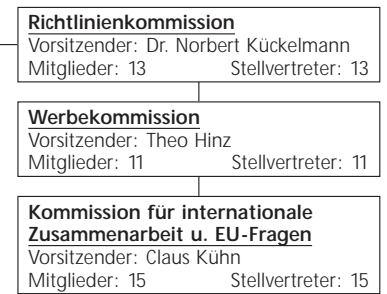 Richtlinienkommission
Vorsitzender: Dr. Norbert Kückelmann
Mitglieder: 13 Stellvertreter: 13
Werbekommission
Vorsitzender: Theo Hinz
Mitglieder: 11 Stellvertreter: 11
Kommission für internationale
Zusammenarbeit u. EU-Fragen
Vorsitzender: Claus Kühn
Mitglieder: 15 Stellvertreter: 15